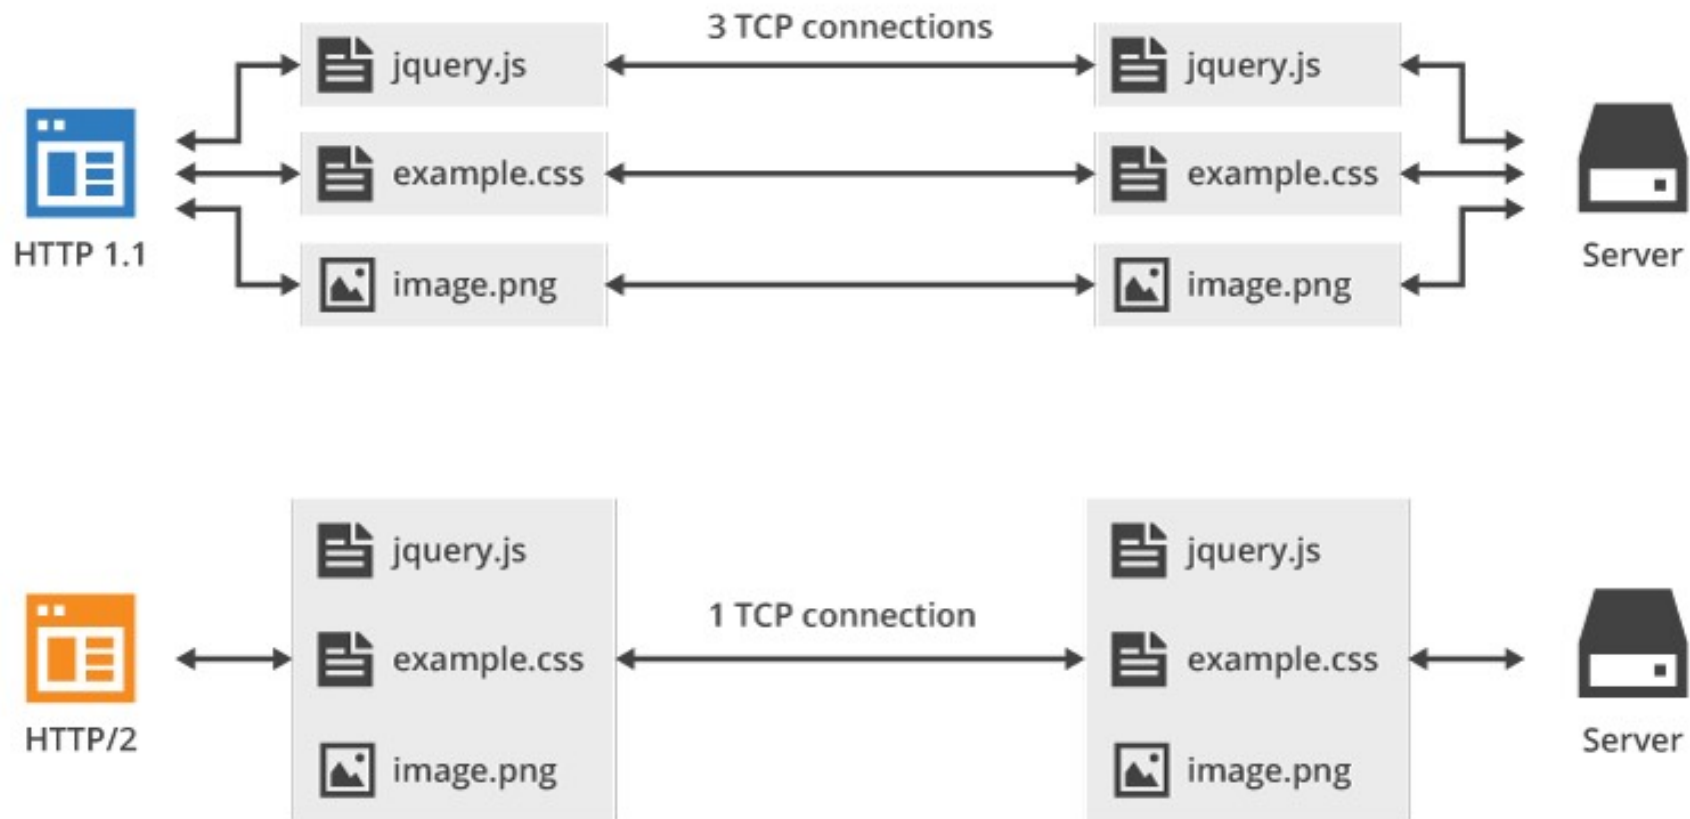 3 TCP connections
jquery.js
jquery.js
example.css
example.css
HTTP 1.1
Server
image.png
image.png
jquery.js
jquery.js
1 TCP connection
example.css
example.css
HTTP/2
Server
image.png
image.png